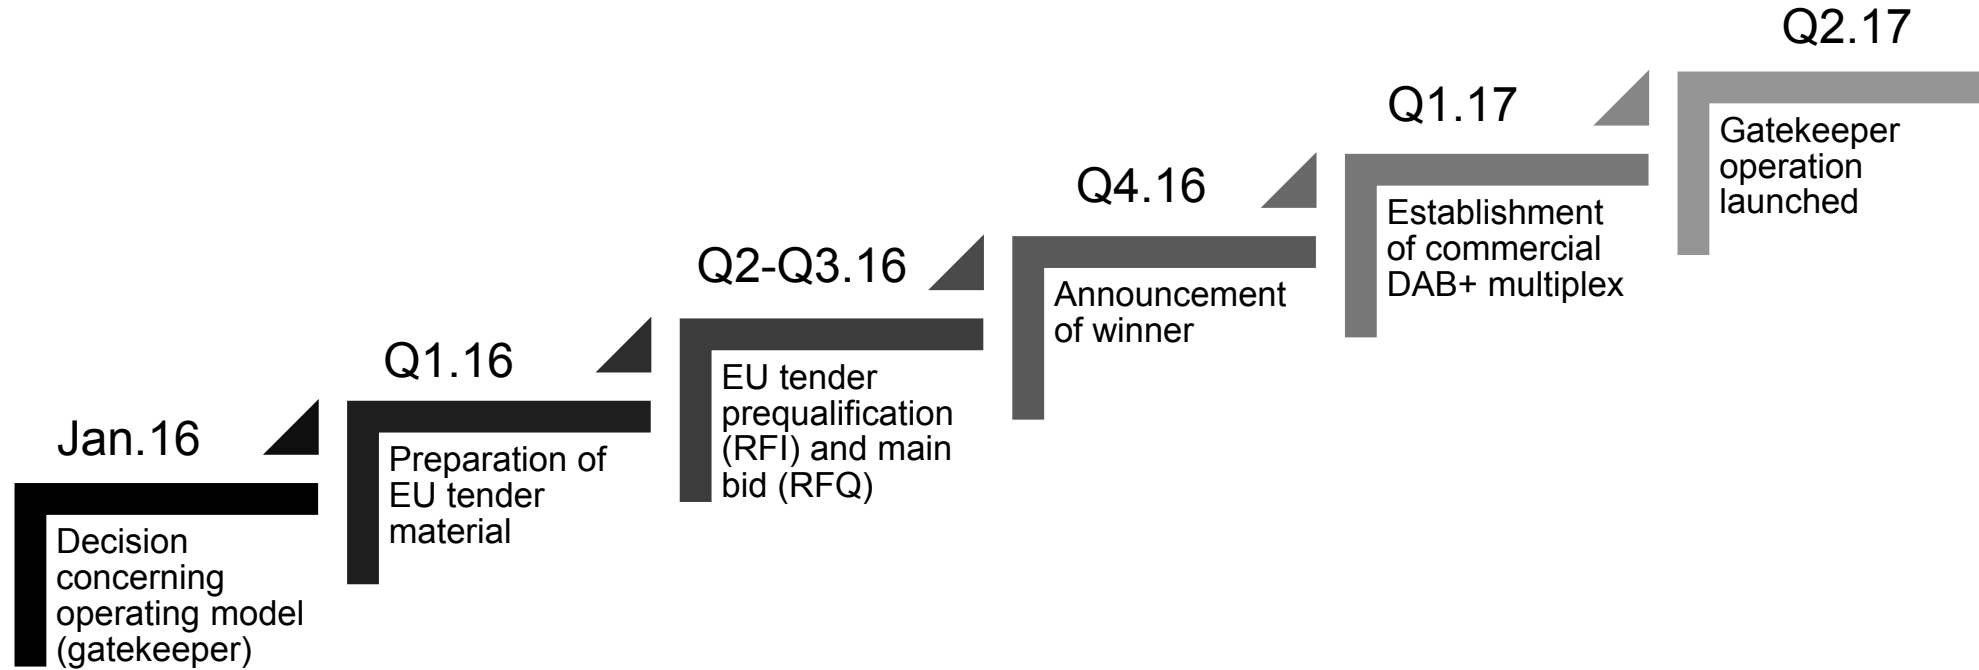 Jan.16
Decision
concerning
operating model
(gatekeeper)
Q1.16
Preparation of
EU tender
material
Q2-Q3.16
EU tender
prequalification
(RFI) and main
bid (RFQ)
Q4.16
Announcement
of winner
Q1.17
Establishment
of commercial
DAB+ multiplex
Q2.17
Gatekeeper
operation
launched